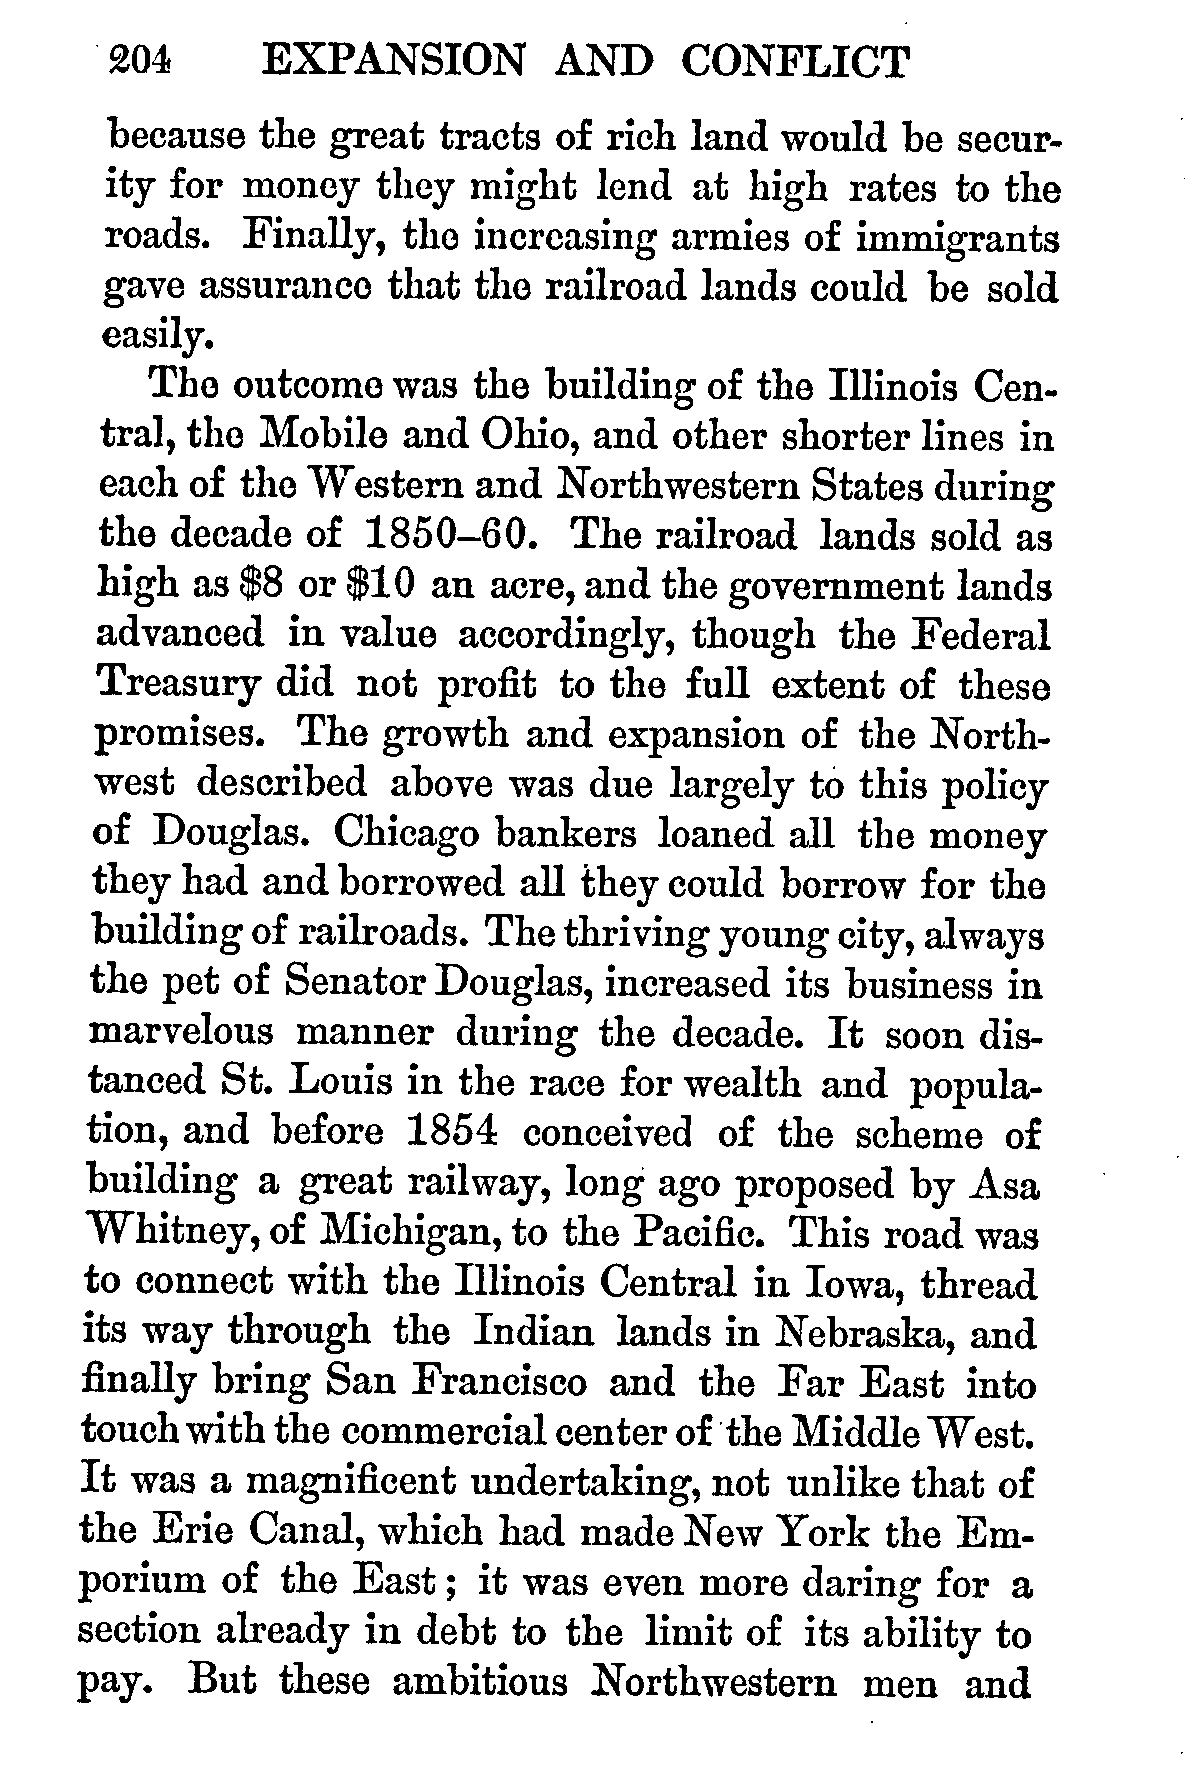 204 EXPANSION AND CONFLICT
because the great tracts of rich land would be secur-
ity for money they might lend at high rates to the
roads. Finally, the increasing armies of immigrants
gave assurance that the railroad lands could be sold
easily.
The outcome was the building of the Illinois Cen-
tral, the Mobile and Ohio, and other shorter lines in
each of the Western and Northwestern States during
the decade of 1850–60. The railroad lands sold as
high as $8 or $10 an acre, and the government lands
advanced in value accordingly, though the Federal
Treasury did not profit to the full extent of these
promises. The growth and expansion of the North-
west described above was due largely to this policy
of Douglas. Chicago bankers loaned all the money
they had and borrowed all they could borrow for the
building of railroads. The thriving young city, always
the pet of Senator Douglas, increased its business in
marvelous manner during the decade. It soon dis-
tanced St. Louis in the race for wealth and popula-
tion, and before 1854 conceived of the scheme of
building a great railway, long ago proposed by Asa
Whitney, of Michigan, to the Pacific. This road was
to connect with the Illinois Central in Iowa, thread
its way through the Indian lands in Nebraska, and
finally bring San Francisco and the Far East into
touch with the commercial center of the Middle West.
It was a magnificent undertaking, not unlike that of
the Erie Canal, which had made New York the Em-
porium of the East; it was even more daring for a
section already in debt to the limit of its ability to
pay. But these ambitious Northwestern men and